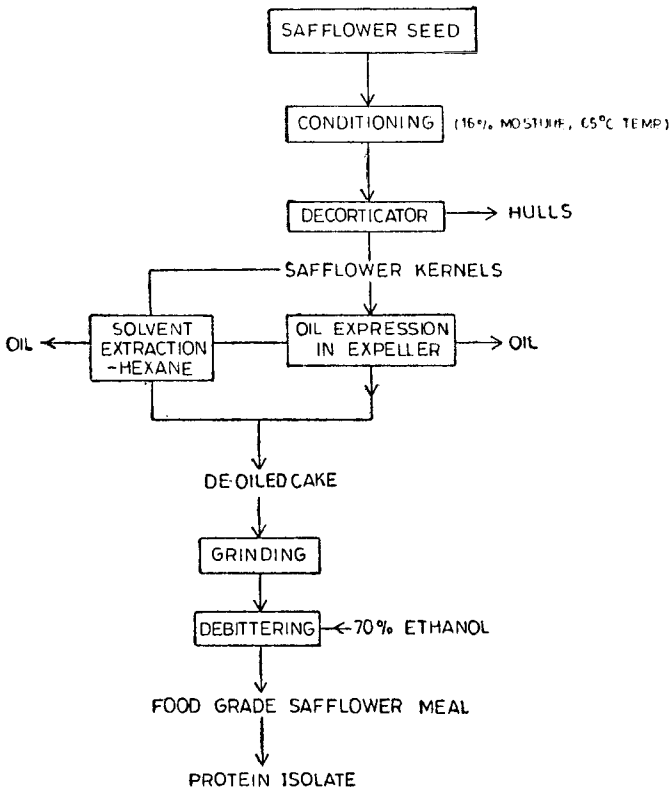 SAFFLOWER SEED
CONDITIONING (16% MOSTURE, 65°C TEMP)
DECORTICATOR HULLS
SAFFLOWER KERNELS
OIL
SOLVENT
EXTRACTION
-HEXANE
OIL EXPRESSION
IN EXPELLER
OIL
DE-OILED CAKE
GRINDING
DEBITTERING 70% ETHANOL
FOOD GRADE SAFFLOWER MEAL
PROTEIN ISOLATE